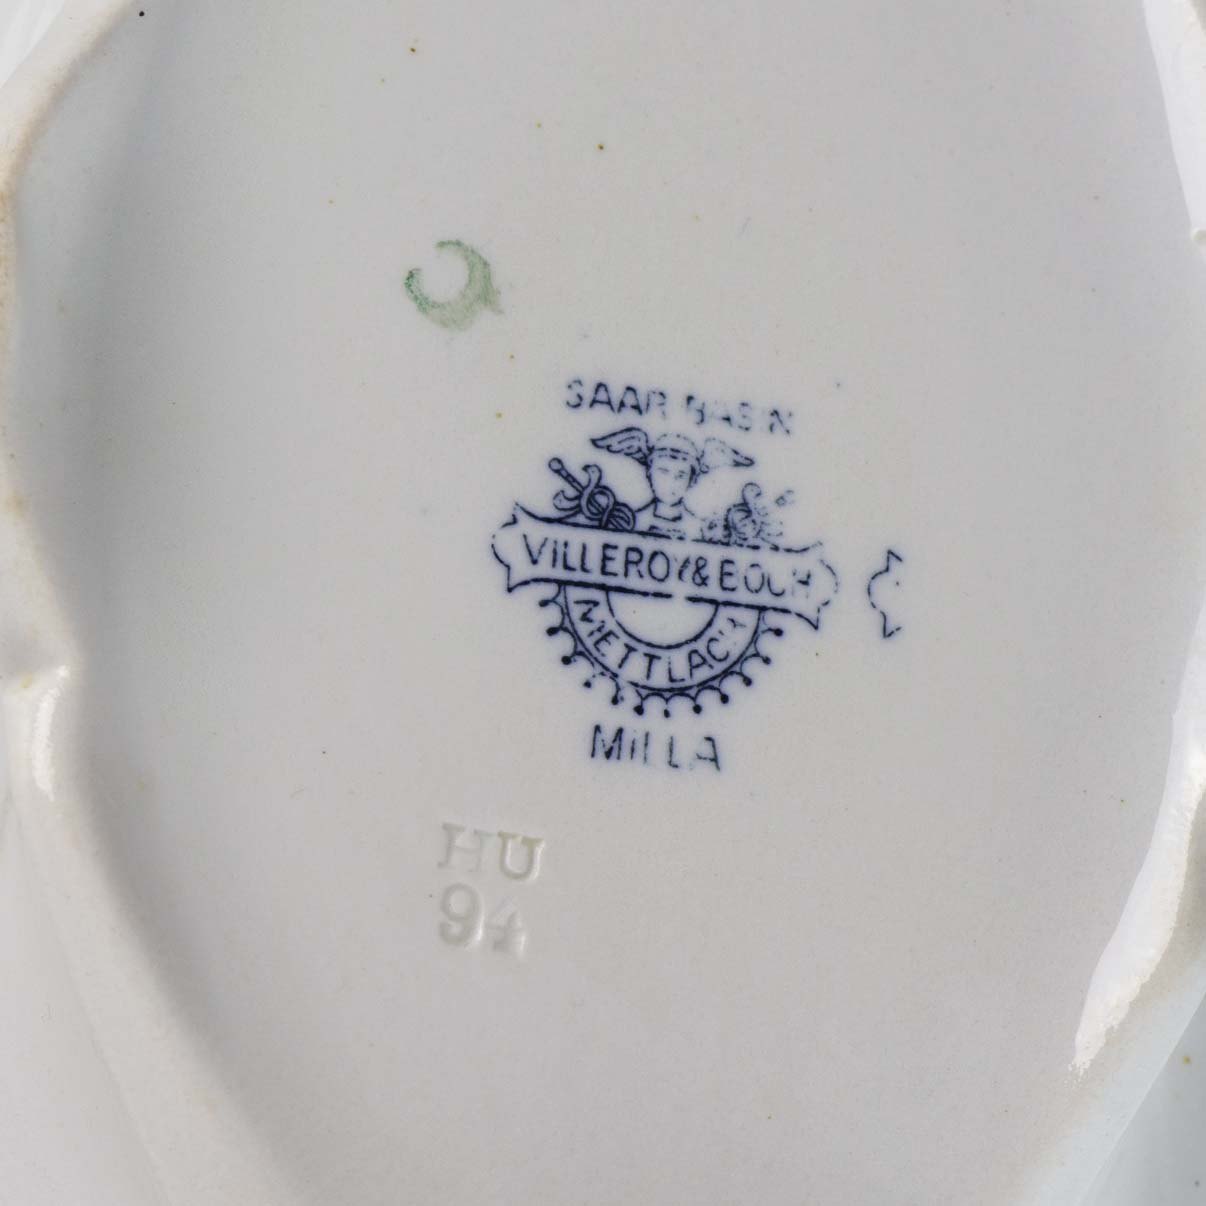 SAAR BASIN
VILLEROY & BOCH
METTLACH
MILLA
HU
94